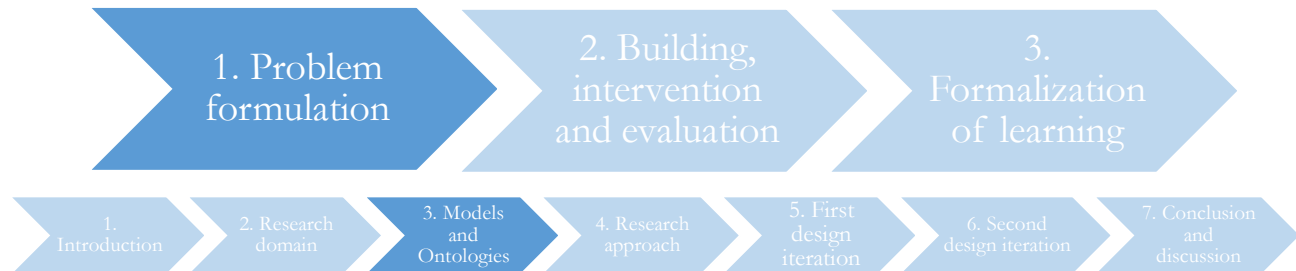 1. Problem
formulation
2. Building,
intervention
and evaluation
3.
Formalization
of learning
1.
Introduction
2. Research
domain
3. Models
and
Ontologies
4. Research
approach
5. First
design
iteration
6. Second
design iteration
7. Conclusion
and
discussion